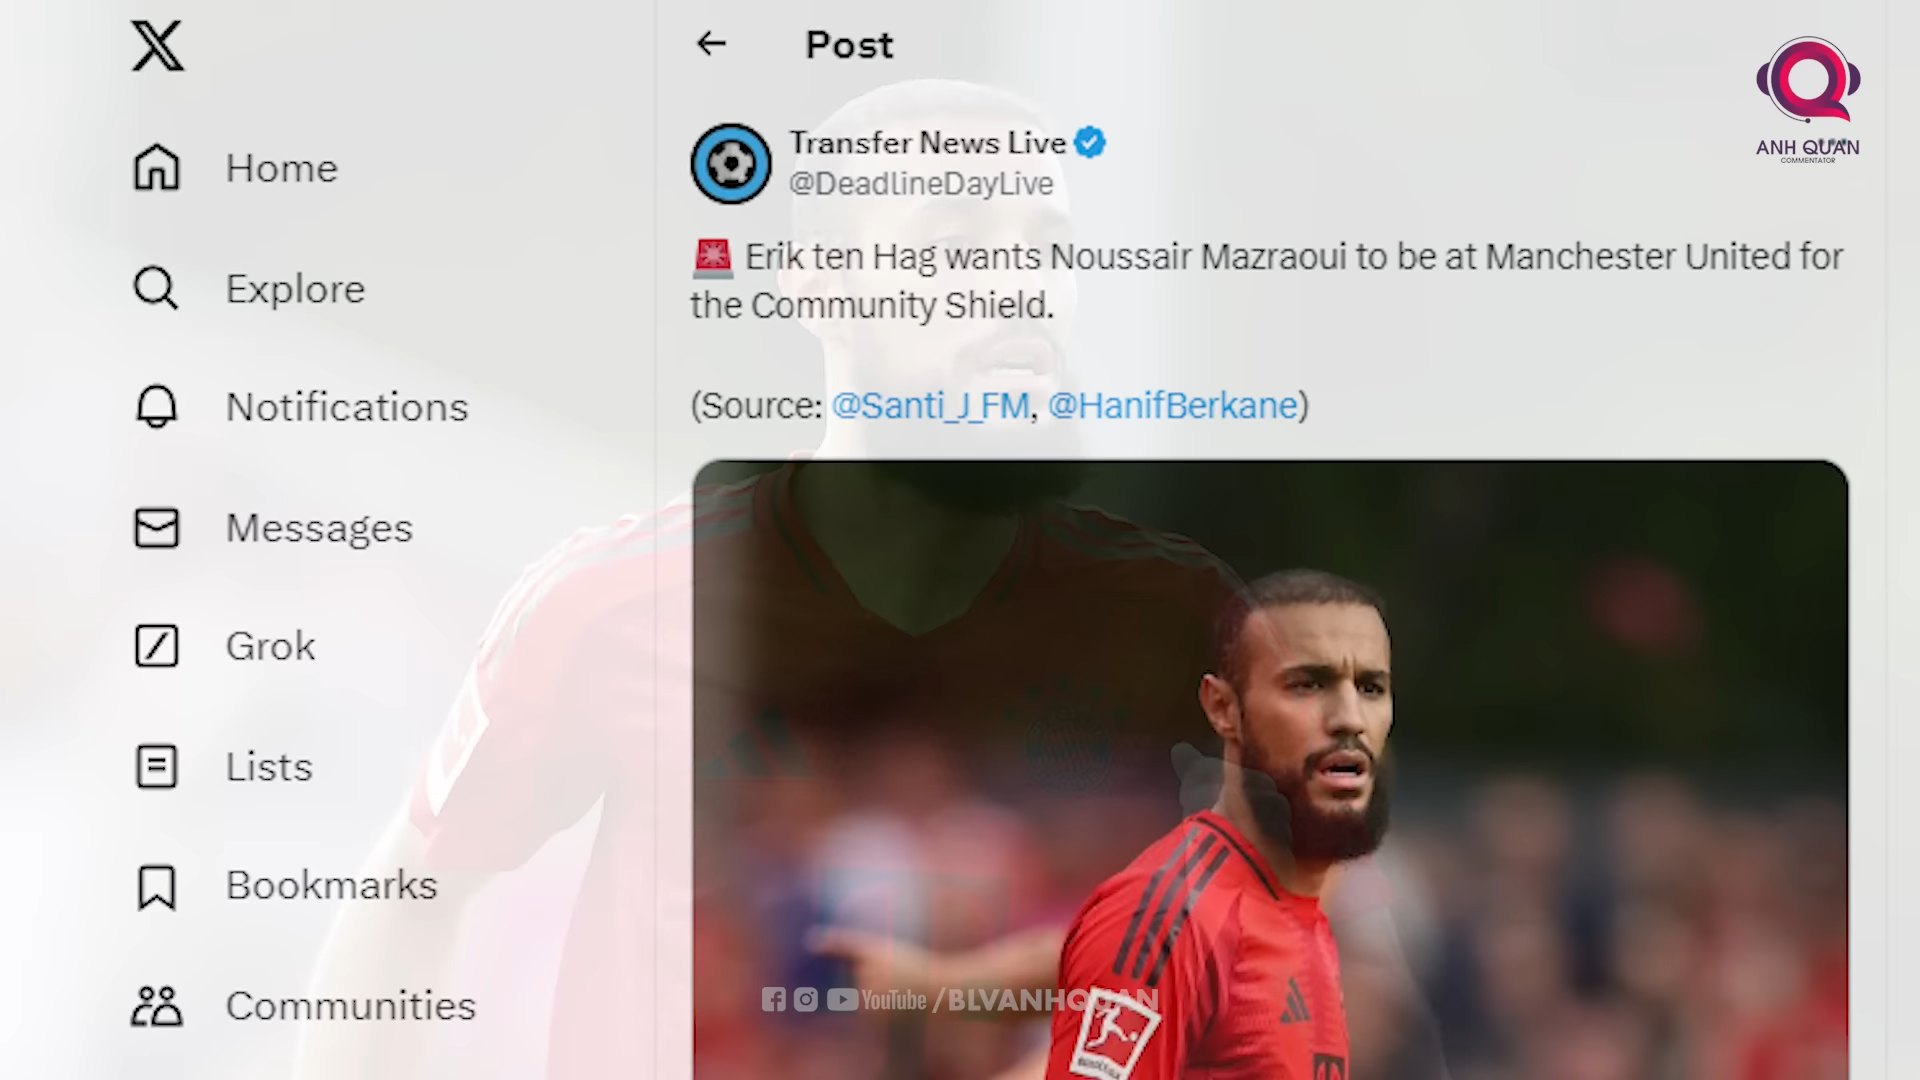 Post
Home
Explore
Notifications
Messages
Grok
Lists
Bookmarks
Communities
Transfer News Live
@DeadlineDayLive
🚨 Erik ten Hag wants Noussair Mazraoui to be at Manchester United for
the Community Shield.
(Source: @Santi_J_FM, @HanifBerkane)
ANH QUÂN
COMMENTATOR
YouTube /BLVANHQUAN